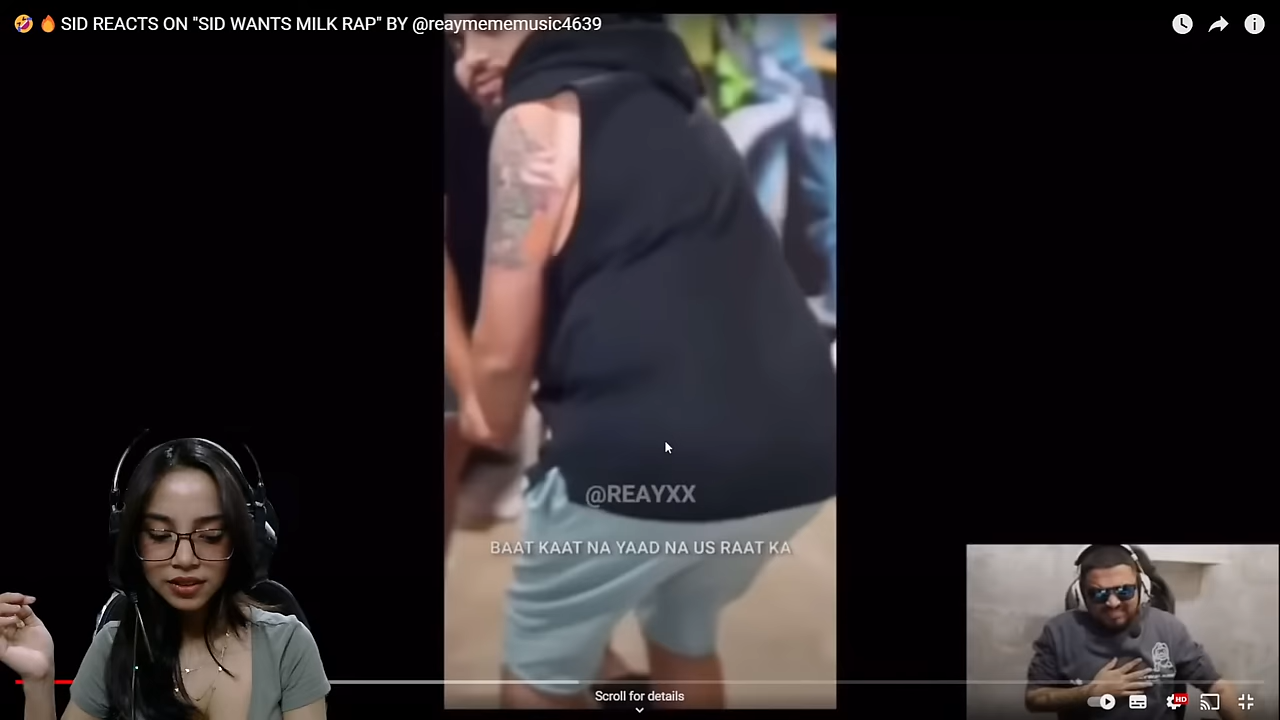 🤣🔥SID REACTS ON "SID WANTS MILK RAP" BY @reaymememusic4639
@REAYXX
BAAT KAAT NA YAAD NA US RAAT KA
Scroll for details
HD